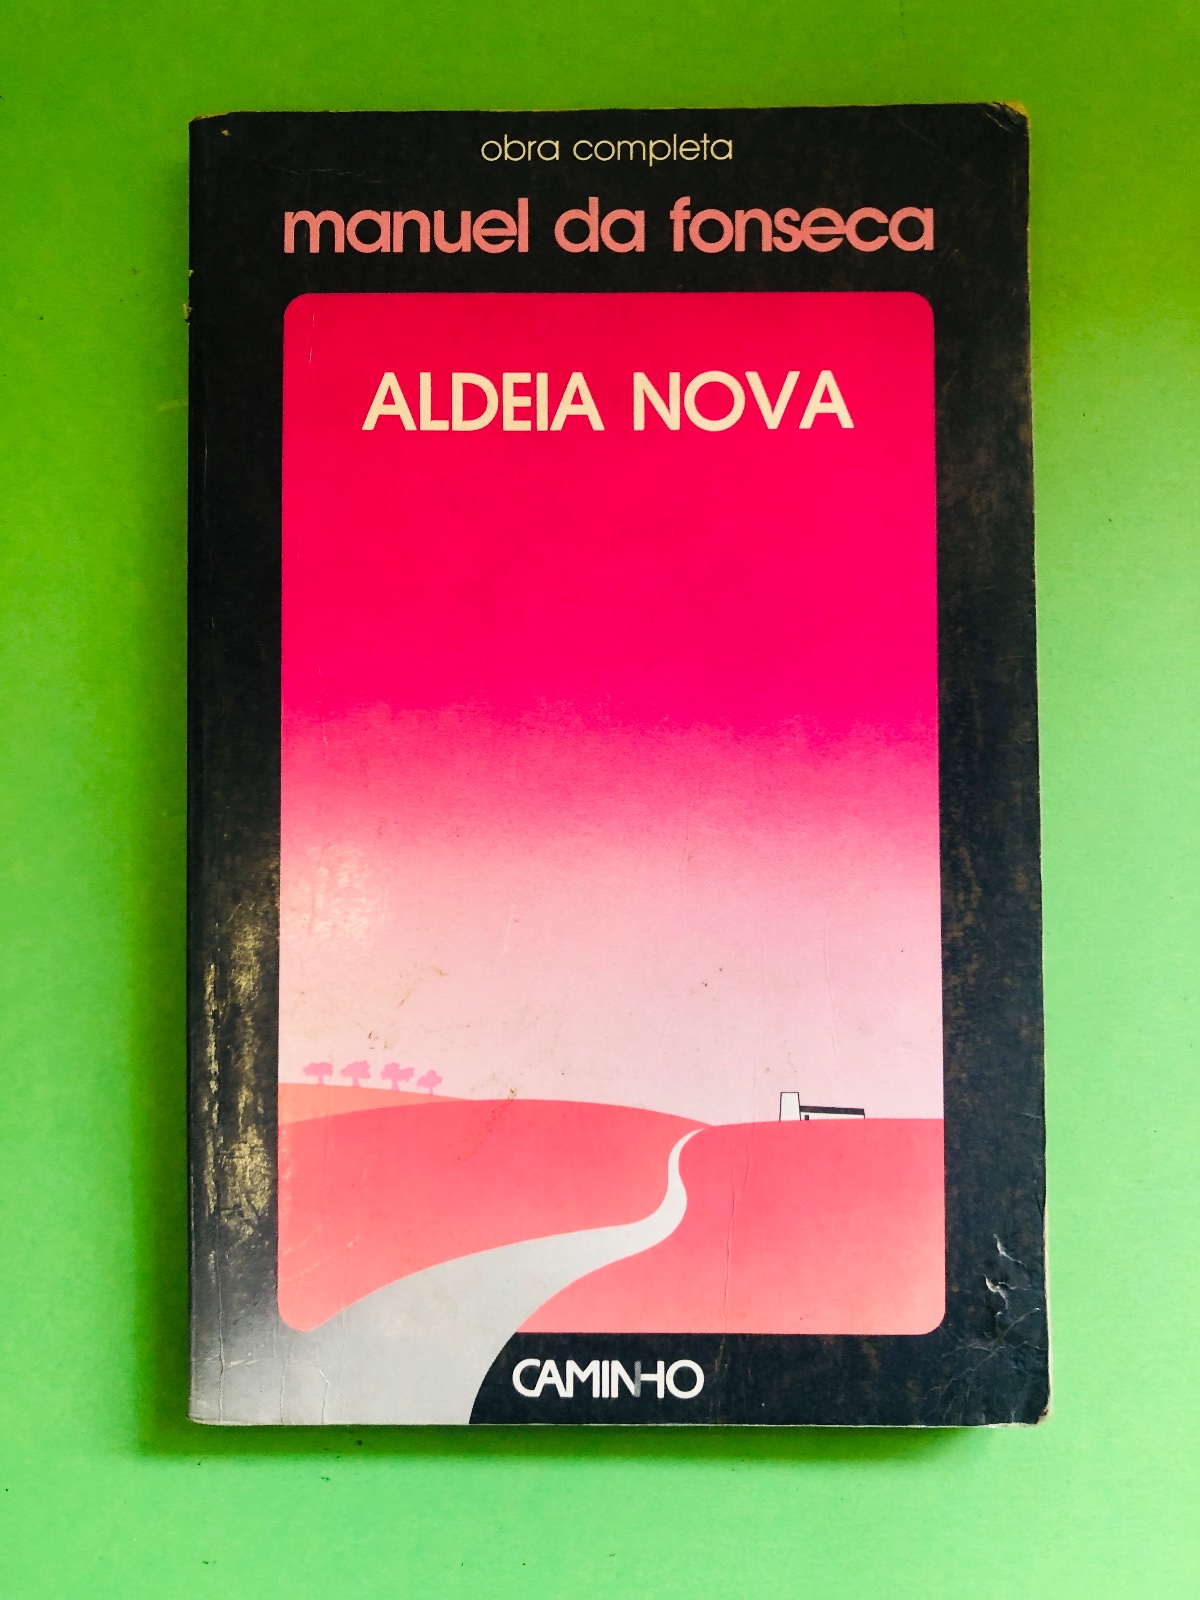 obra completa
manuel da fonseca
ALDEIA NOVA
CAMINHO